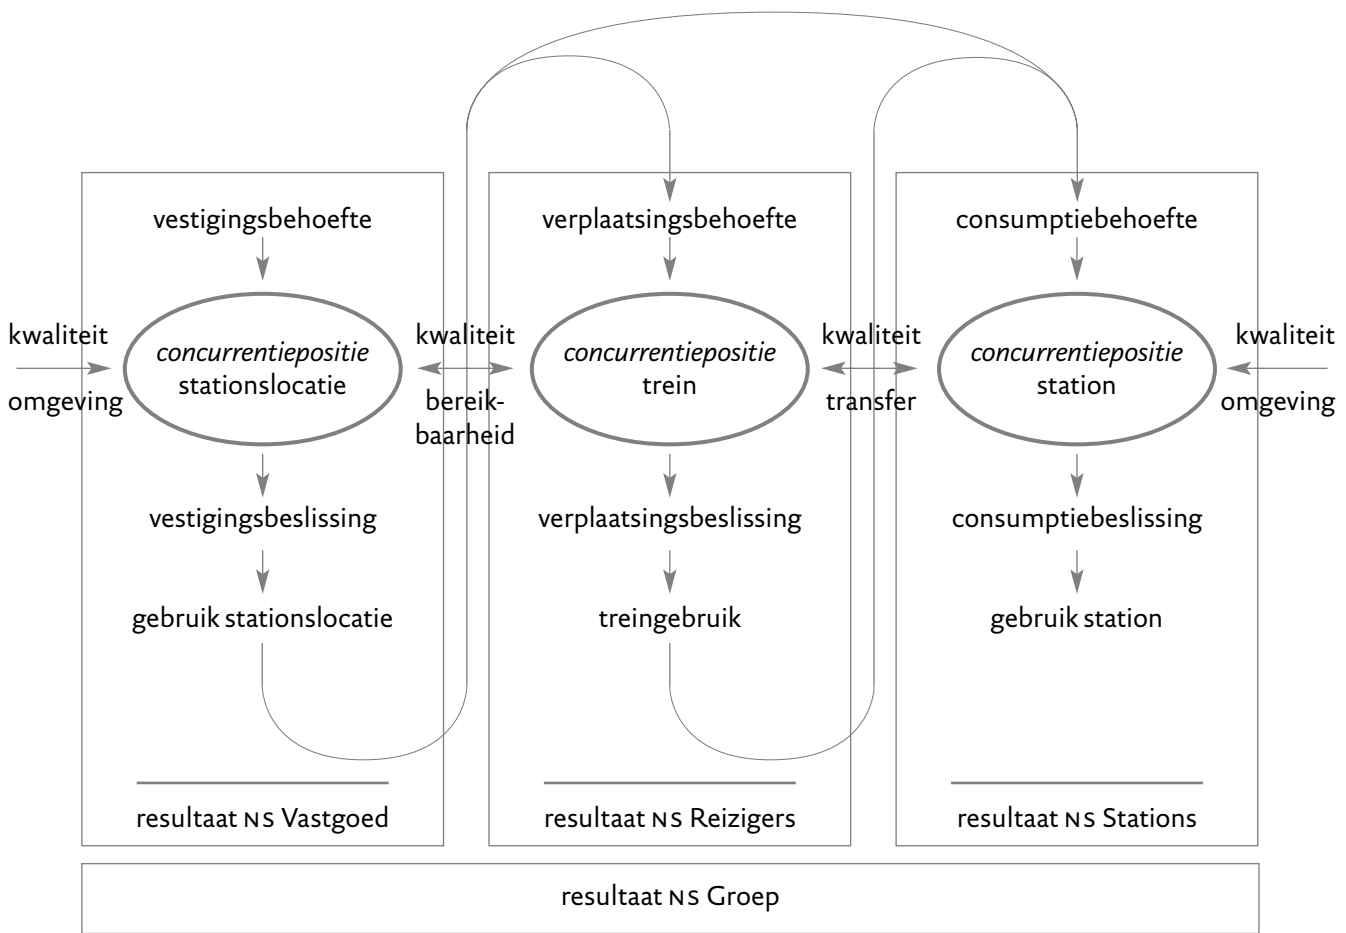 vestigingsbehoefte
verplaatsingsbehoefte
consumptiebehoefte
kwaliteit
omgeving
concurrentiepositie
stationslocatie
kwaliteit
bereik-
baarheid
concurrentiepositie
trein
kwaliteit
transfer
concurrentiepositie
station
kwaliteit
omgeving
vestigingsbeslissing
verplaatsingsbeslissing
consumptiebeslissing
gebruik stationslocatie
treingebruik
gebruik station
resultaat NS Vastgoed
resultaat NS Reizigers
resultaat NS Stations
resultaat NS Groep